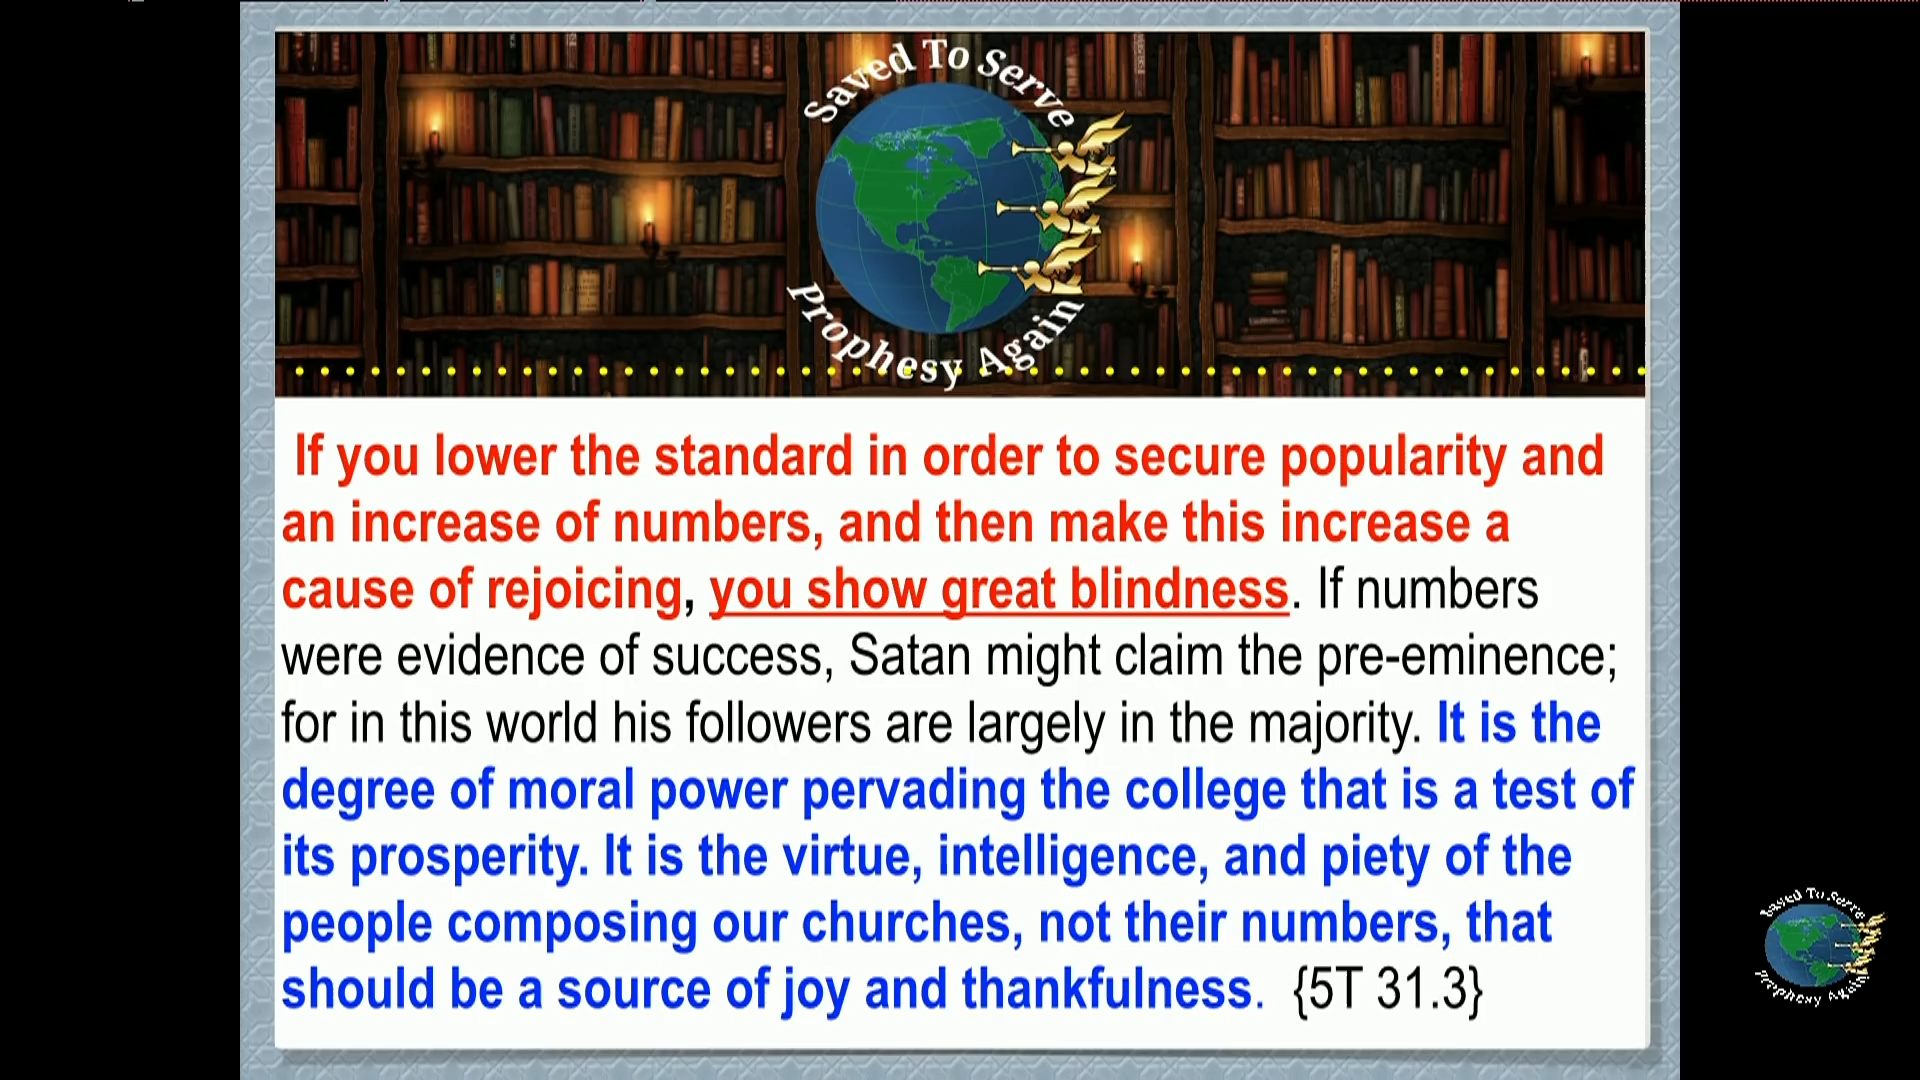 Saved To Serve
Prophesy Again
If you lower the standard in order to secure popularity and
an increase of numbers, and then make this increase a
cause of rejoicing, you show great blindness. If numbers
were evidence of success, Satan might claim the pre-eminence;
for in this world his followers are largely in the majority. It is the
degree of moral power pervading the college that is a test of
its prosperity. It is the virtue, intelligence, and piety of the
people composing our churches, not their numbers, that
should be a source of joy and thankfulness. {5T 31.3}
Saved To Serve
Prophesy Again